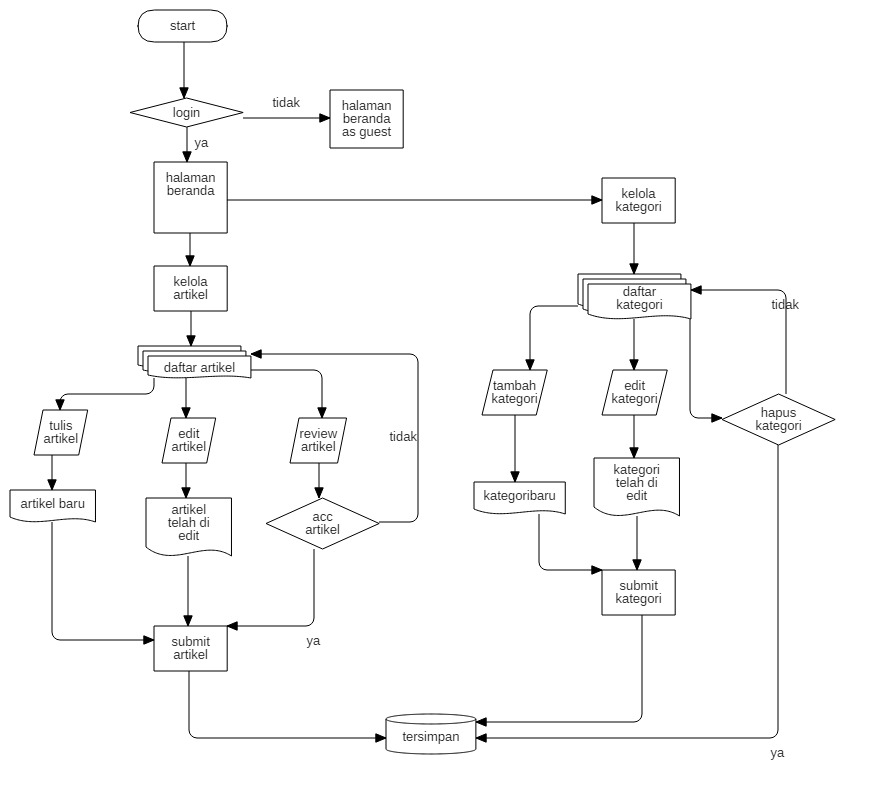 start
login
tidak
halaman
beranda
as guest
ya
halaman
beranda
kelola
kategori
kelola
artikel
daftar
kategori
tidak
daftar artikel
tambah
kategori
edit
kategori
hapus
kategori
tulis
artikel
edit
artikel
review
artikel
tidak
artikel baru
artikel
telah di
edit
acc
artikel
kategoribaru
kategori
telah di
edit
submit
kategori
submit
artikel
ya
tersimpan
ya